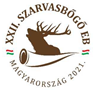 XXII. SZARVASBŐGŐ EB
MAGYARORSZÁG 2021